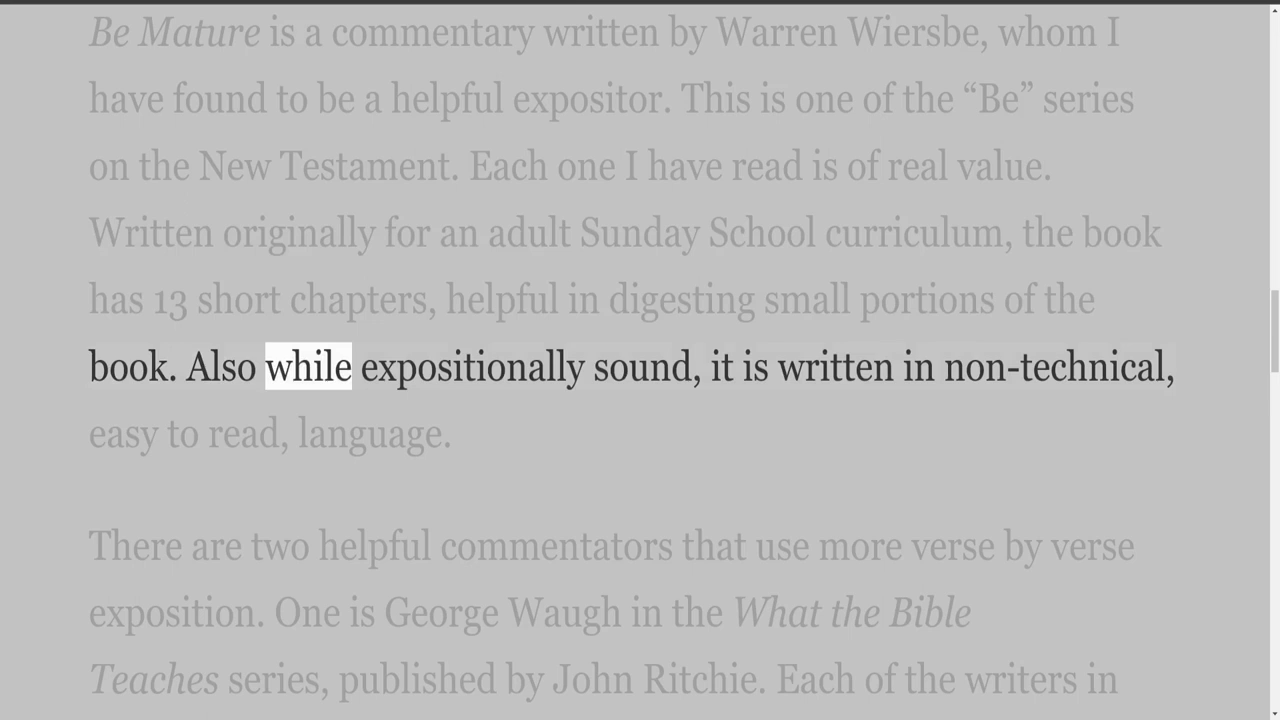 Be Mature is a commentary written by Warren Wiersbe, whom I
have found to be a helpful expositor. This is one of the “Be” series
on the New Testament. Each one I have read is of real value.
Written originally for an adult Sunday School curriculum, the book
has 13 short chapters, helpful in digesting small portions of the
book. Also while expositionally sound, it is written in non-technical,
easy to read, language.
There are two helpful commentators that use more verse by verse
exposition. One is George Waugh in the What the Bible
Teaches series, published by John Ritchie. Each of the writers in